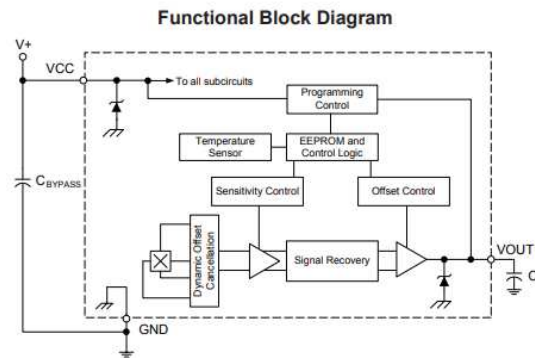 Functional Block Diagram
V+
VCC
To all subcircuits
Programming
Control
Temperature
Sensor
EEPROM and
Control Logic
CBYPASS
Sensitivity Control
Offset Control
Dynamic Offset
Cancellation
Signal Recovery
VOUT
C
GND